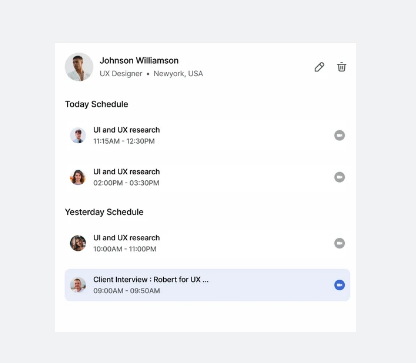 Johnson Williamson
UX Designer • Newyork, USA
Today Schedule
UI and UX research
11:15AM - 12:30PM
UI and UX research
02:00PM - 03:30PM
Yesterday Schedule
UI and UX research
10:00AM - 11:00PM
Client Interview : Robert for UX ...
09:00AM - 09:50AM